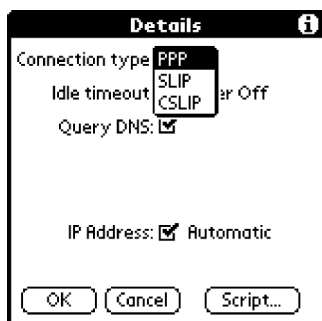 Details
Connection type PPP
SLIP
CSLIP
Idle timeout er Off
Query DNS:
IP Address: Automatic
OK Cancel Script...